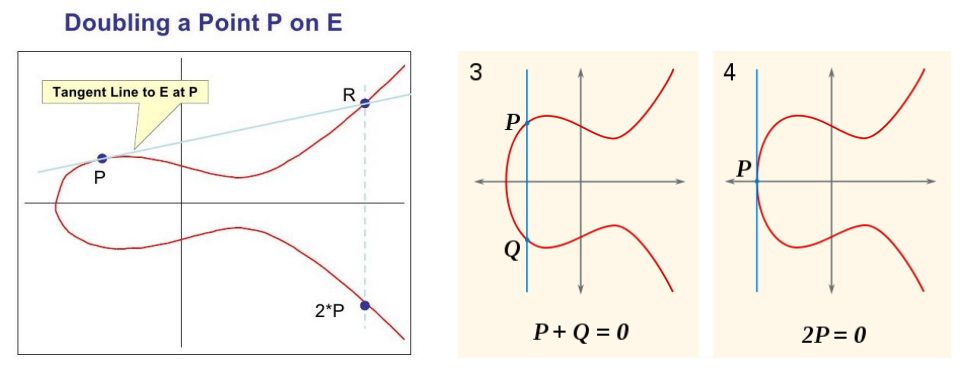 Doubling a Point P on E
Tangent Line to E at P
R
P
2*P
3
P
Q
P + Q = 0
4
P
2P = 0